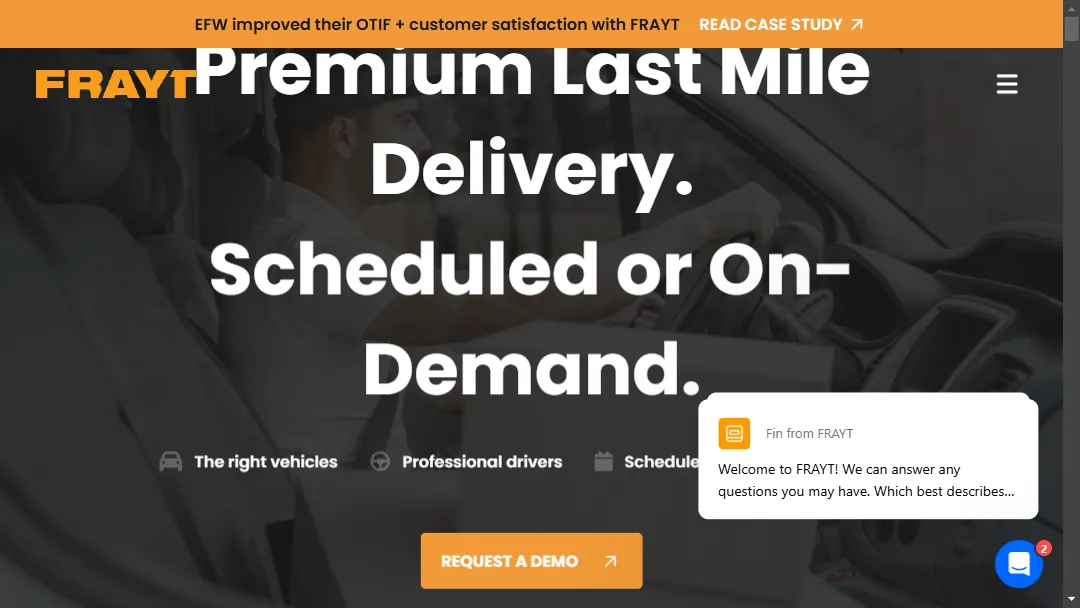 EFW improved their OTIF + customer satisfaction with FRAYT READ CASE STUDY
FRAYT
Premium Last Mile
Delivery.
Scheduled or On-
Demand.
The right vehicles Professional drivers Schedule
Fin from FRAYT
Welcome to FRAYT! We can answer any
questions you may have. Which best describes...
REQUEST A DEMO
2